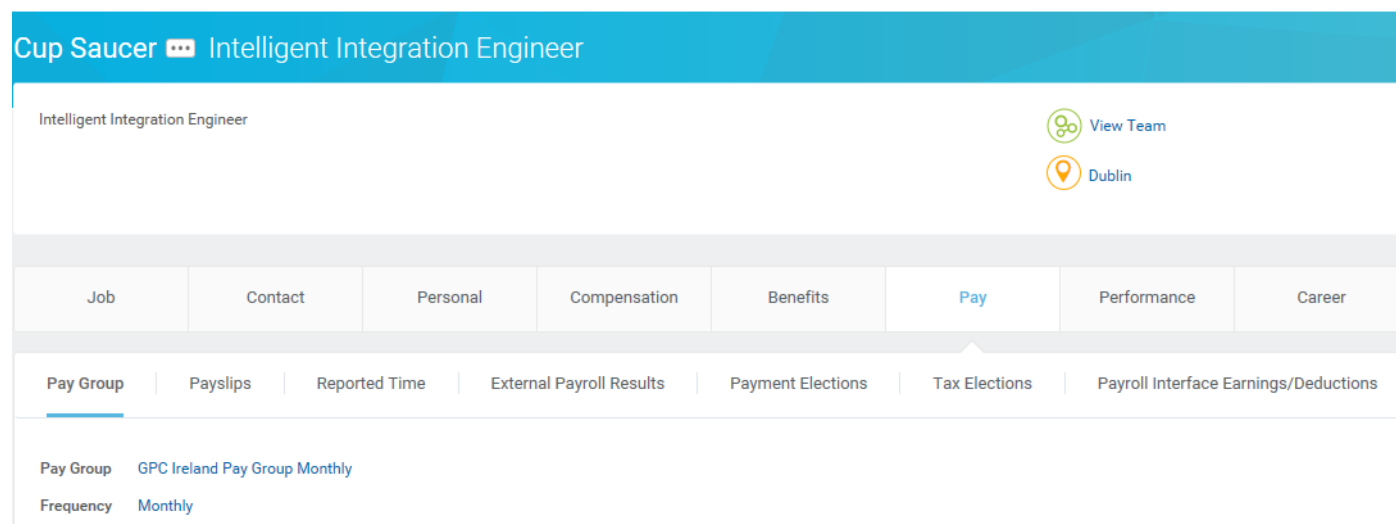 Cup Saucer Intelligent Integration Engineer
Intelligent Integration Engineer
View Team
Dublin
Job Contact Personal Compensation Benefits Pay Performance Career
Pay Group Payslips Reported Time External Payroll Results Payment Elections Tax Elections Payroll Interface Earnings/Deductions
Pay Group GPC Ireland Pay Group Monthly
Frequency Monthly